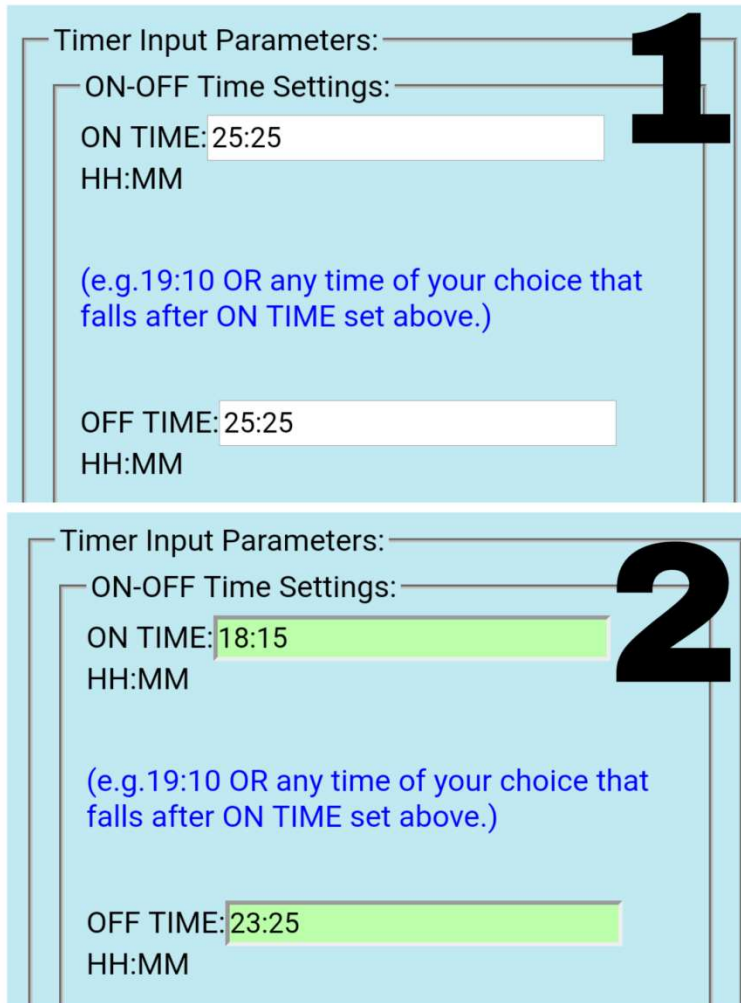 1
Timer Input Parameters:
ON-OFF Time Settings:
ON TIME: 25:25
HH:MM
(e.g.19:10 OR any time of your choice that
falls after ON TIME set above.)
OFF TIME: 25:25
HH:MM
2
Timer Input Parameters:
ON-OFF Time Settings:
ON TIME: 18:15
HH:MM
(e.g.19:10 OR any time of your choice that
falls after ON TIME set above.)
OFF TIME: 23:25
HH:MM